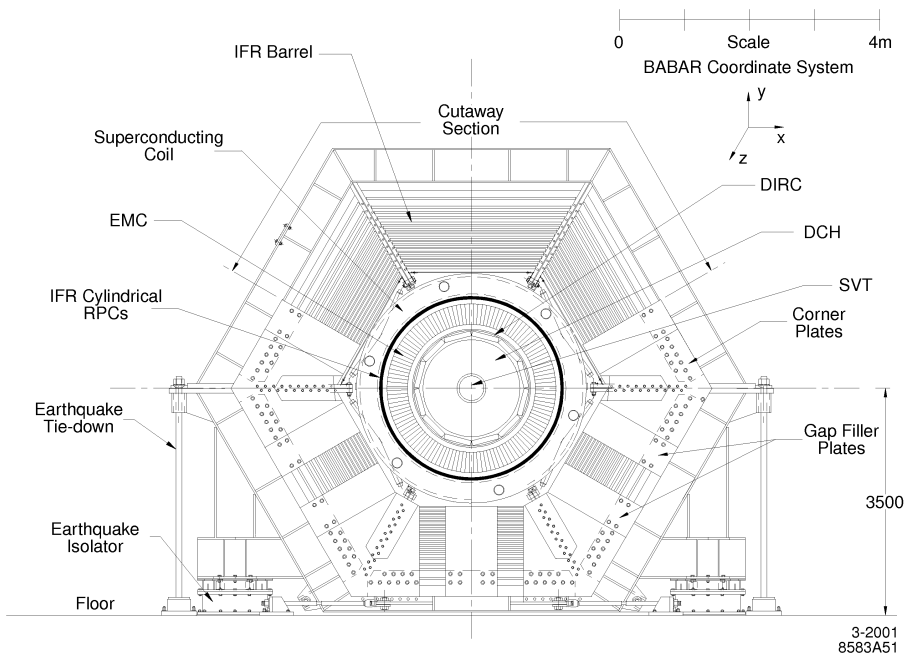 0
Scale
4m
BABAR Coordinate System
y
x
z
IFR Barrel
Cutaway
Section
Superconducting
Coil
DIRC
EMC
DCH
SVT
IFR Cylindrical
RPCs
Corner
Plates
Earthquake
Tie-down
Gap Filler
Plates
3500
Earthquake
Isolator
Floor
3-2001
8583A51